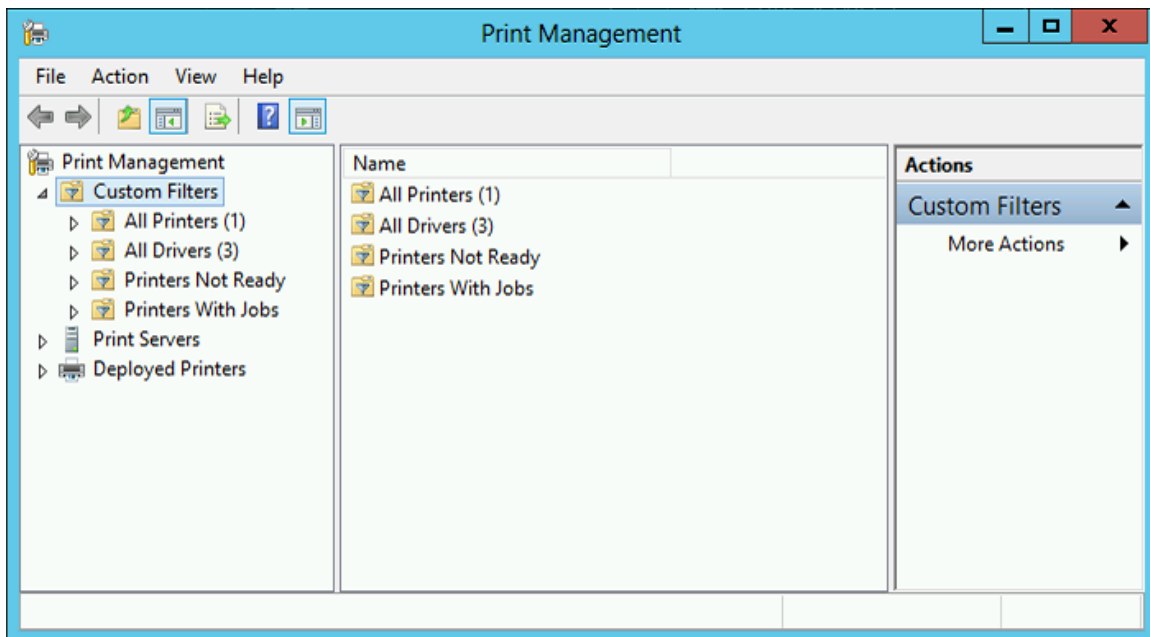 Print Management
File Action View Help
Print Management
Custom Filters
All Printers (1)
All Drivers (3)
Printers Not Ready
Printers With Jobs
Print Servers
Deployed Printers
Name
All Printers (1)
All Drivers (3)
Printers Not Ready
Printers With Jobs
Actions
Custom Filters
More Actions